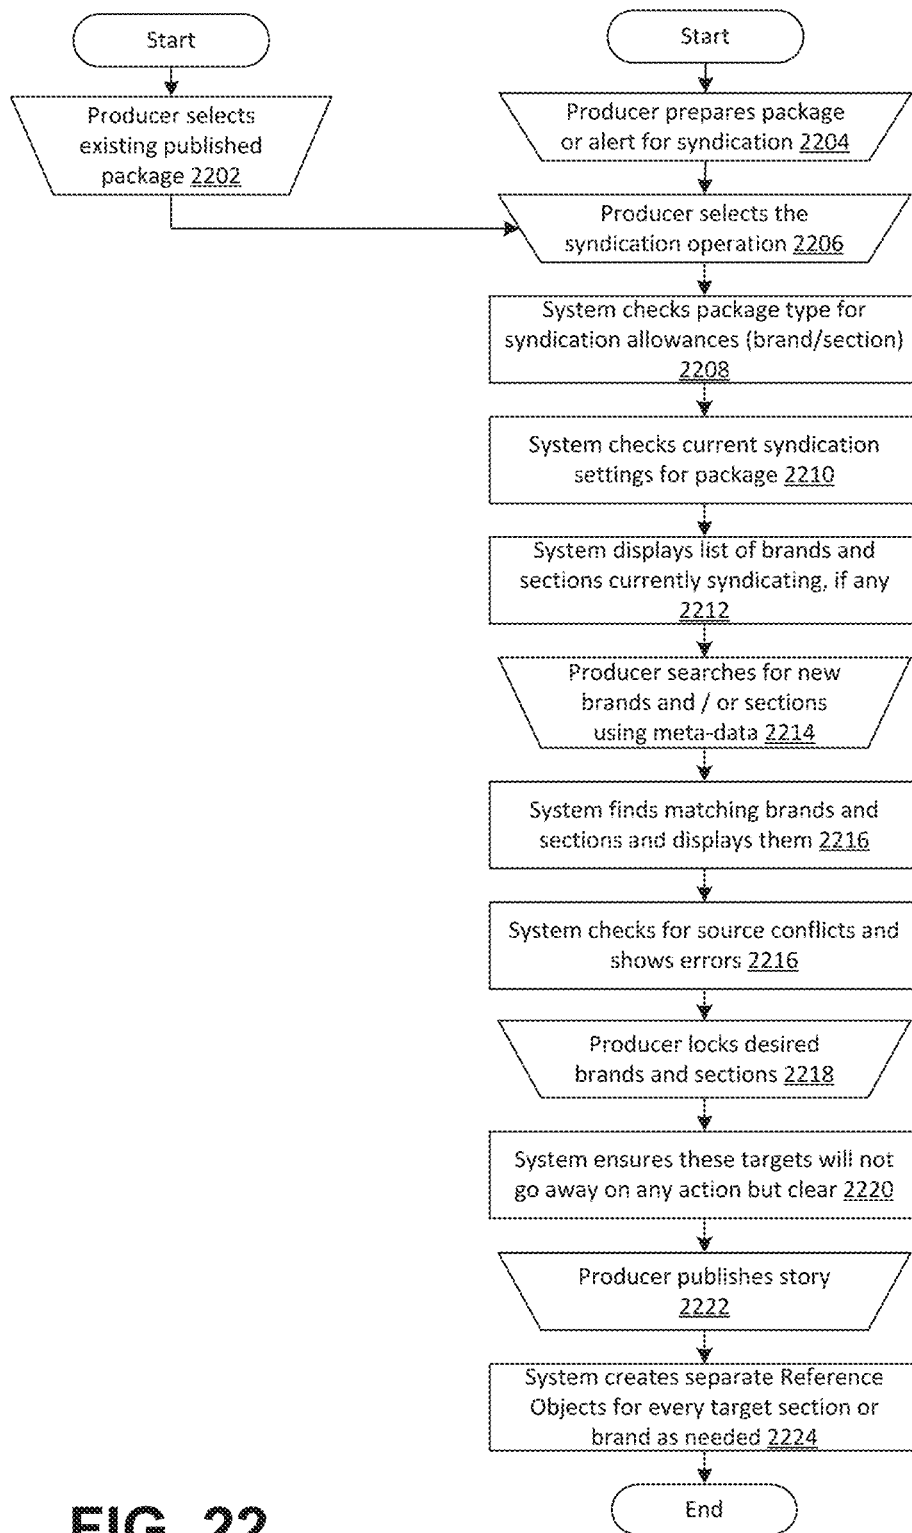 Start
Producer selects
existing published
package 2202
Start
Producer prepares package
or alert for syndication 2204
Producer selects the
syndication operation 2206
System checks package type for
syndication allowances (brand/section)
2208
System checks current syndication
settings for package 2210
System displays list of brands and
sections currently syndicating, if any
2212
Producer searches for new
brands and / or sections
using meta-data 2214
System finds matching brands and
sections and displays them 2216
System checks for source conflicts and
shows errors 2216
Producer locks desired
brands and sections 2218
System ensures these targets will not
go away on any action but clear 2220
Producer publishes story
2222
System creates separate Reference
Objects for every target section or
brand as needed 2224
End
FIG. 22